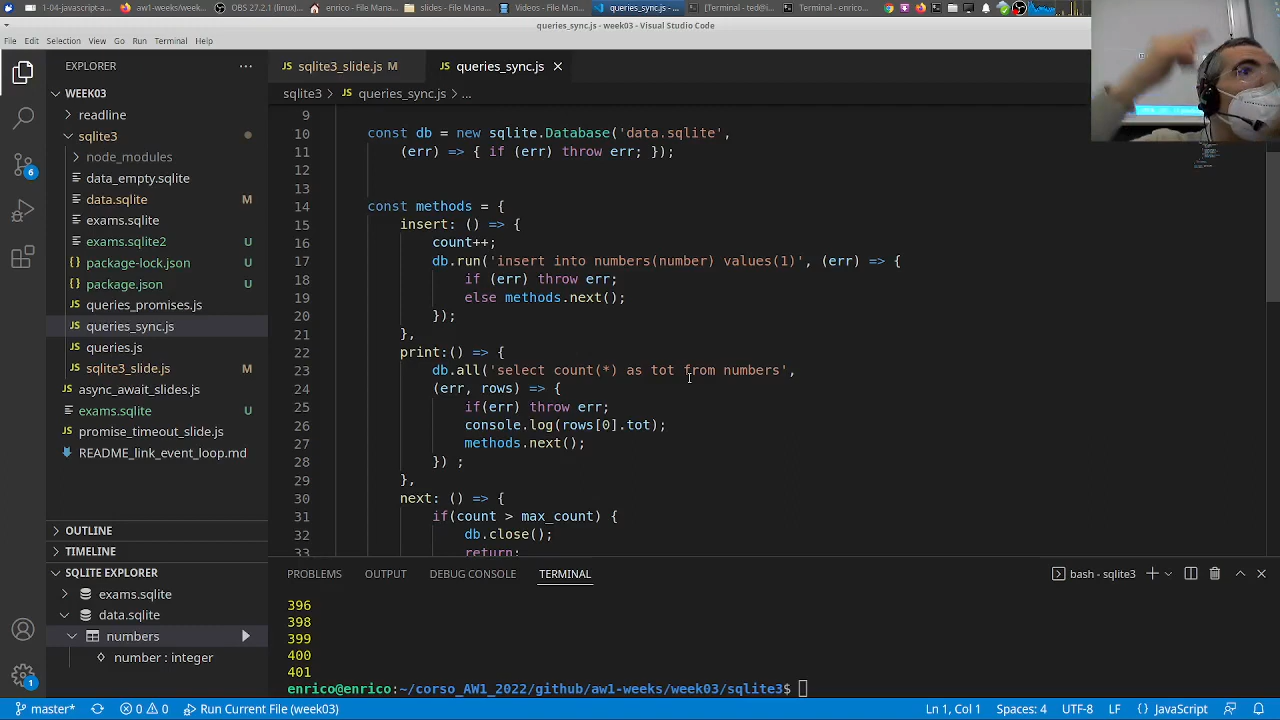 1-04-javascript-a...
OBS 27.2.1 (linux)...
enrico - File Mana...
slides - File Mana...
Videos - File Mana...
queries_sync.js - ...
[Terminal - ted@...
Terminal - enrico...
queries_sync.js - week03 - Visual Studio Code
File Edit Selection View Go Run Terminal Help
EXPLORER
sqlite3_slide.js M
queries_sync.js
sqlite3 > queries_sync.js > ...
WEEK03
readline
sqlite3
node_modules
data_empty.sqlite
data.sqlite M
exams.sqlite
exams.sqlite2 U
package-lock.json U
package.json U
queries_promises.js
queries_sync.js
queries.js
sqlite3_slide.js M
async_await_slides.js
exams.sqlite U
promise_timeout_slide.js
README_link_event_loop.md
OUTLINE
TIMELINE
SQLITE EXPLORER
exams.sqlite
data.sqlite
numbers
number : integer
9
10 const db = new sqlite.Database('data.sqlite',
11 (err) => { if (err) throw err; });
12
13
14 const methods = {
15 insert: () => {
16 count++;
17 db.run('insert into numbers(number) values(1)', (err) => {
18 if (err) throw err;
19 else methods.next();
20 });
21 },
22 print:() => {
23 db.all('select count(*) as tot from numbers',
24 (err, rows) => {
25 if(err) throw err;
26 console.log(rows[0].tot);
27 methods.next();
28 }) ;
29 },
30 next: () => {
31 if(count > max_count) {
32 db.close();
33 return;
PROBLEMS OUTPUT DEBUG CONSOLE TERMINAL
bash - sqlite3
396
398
399
400
401
enrico@enrico:~/corso_AW1_2022/github/aw1-weeks/week03/sqlite3$
6
1
master* 0 0 Run Current File (week03)
Ln 1, Col 1 Spaces: 4 UTF-8 LF JavaScript